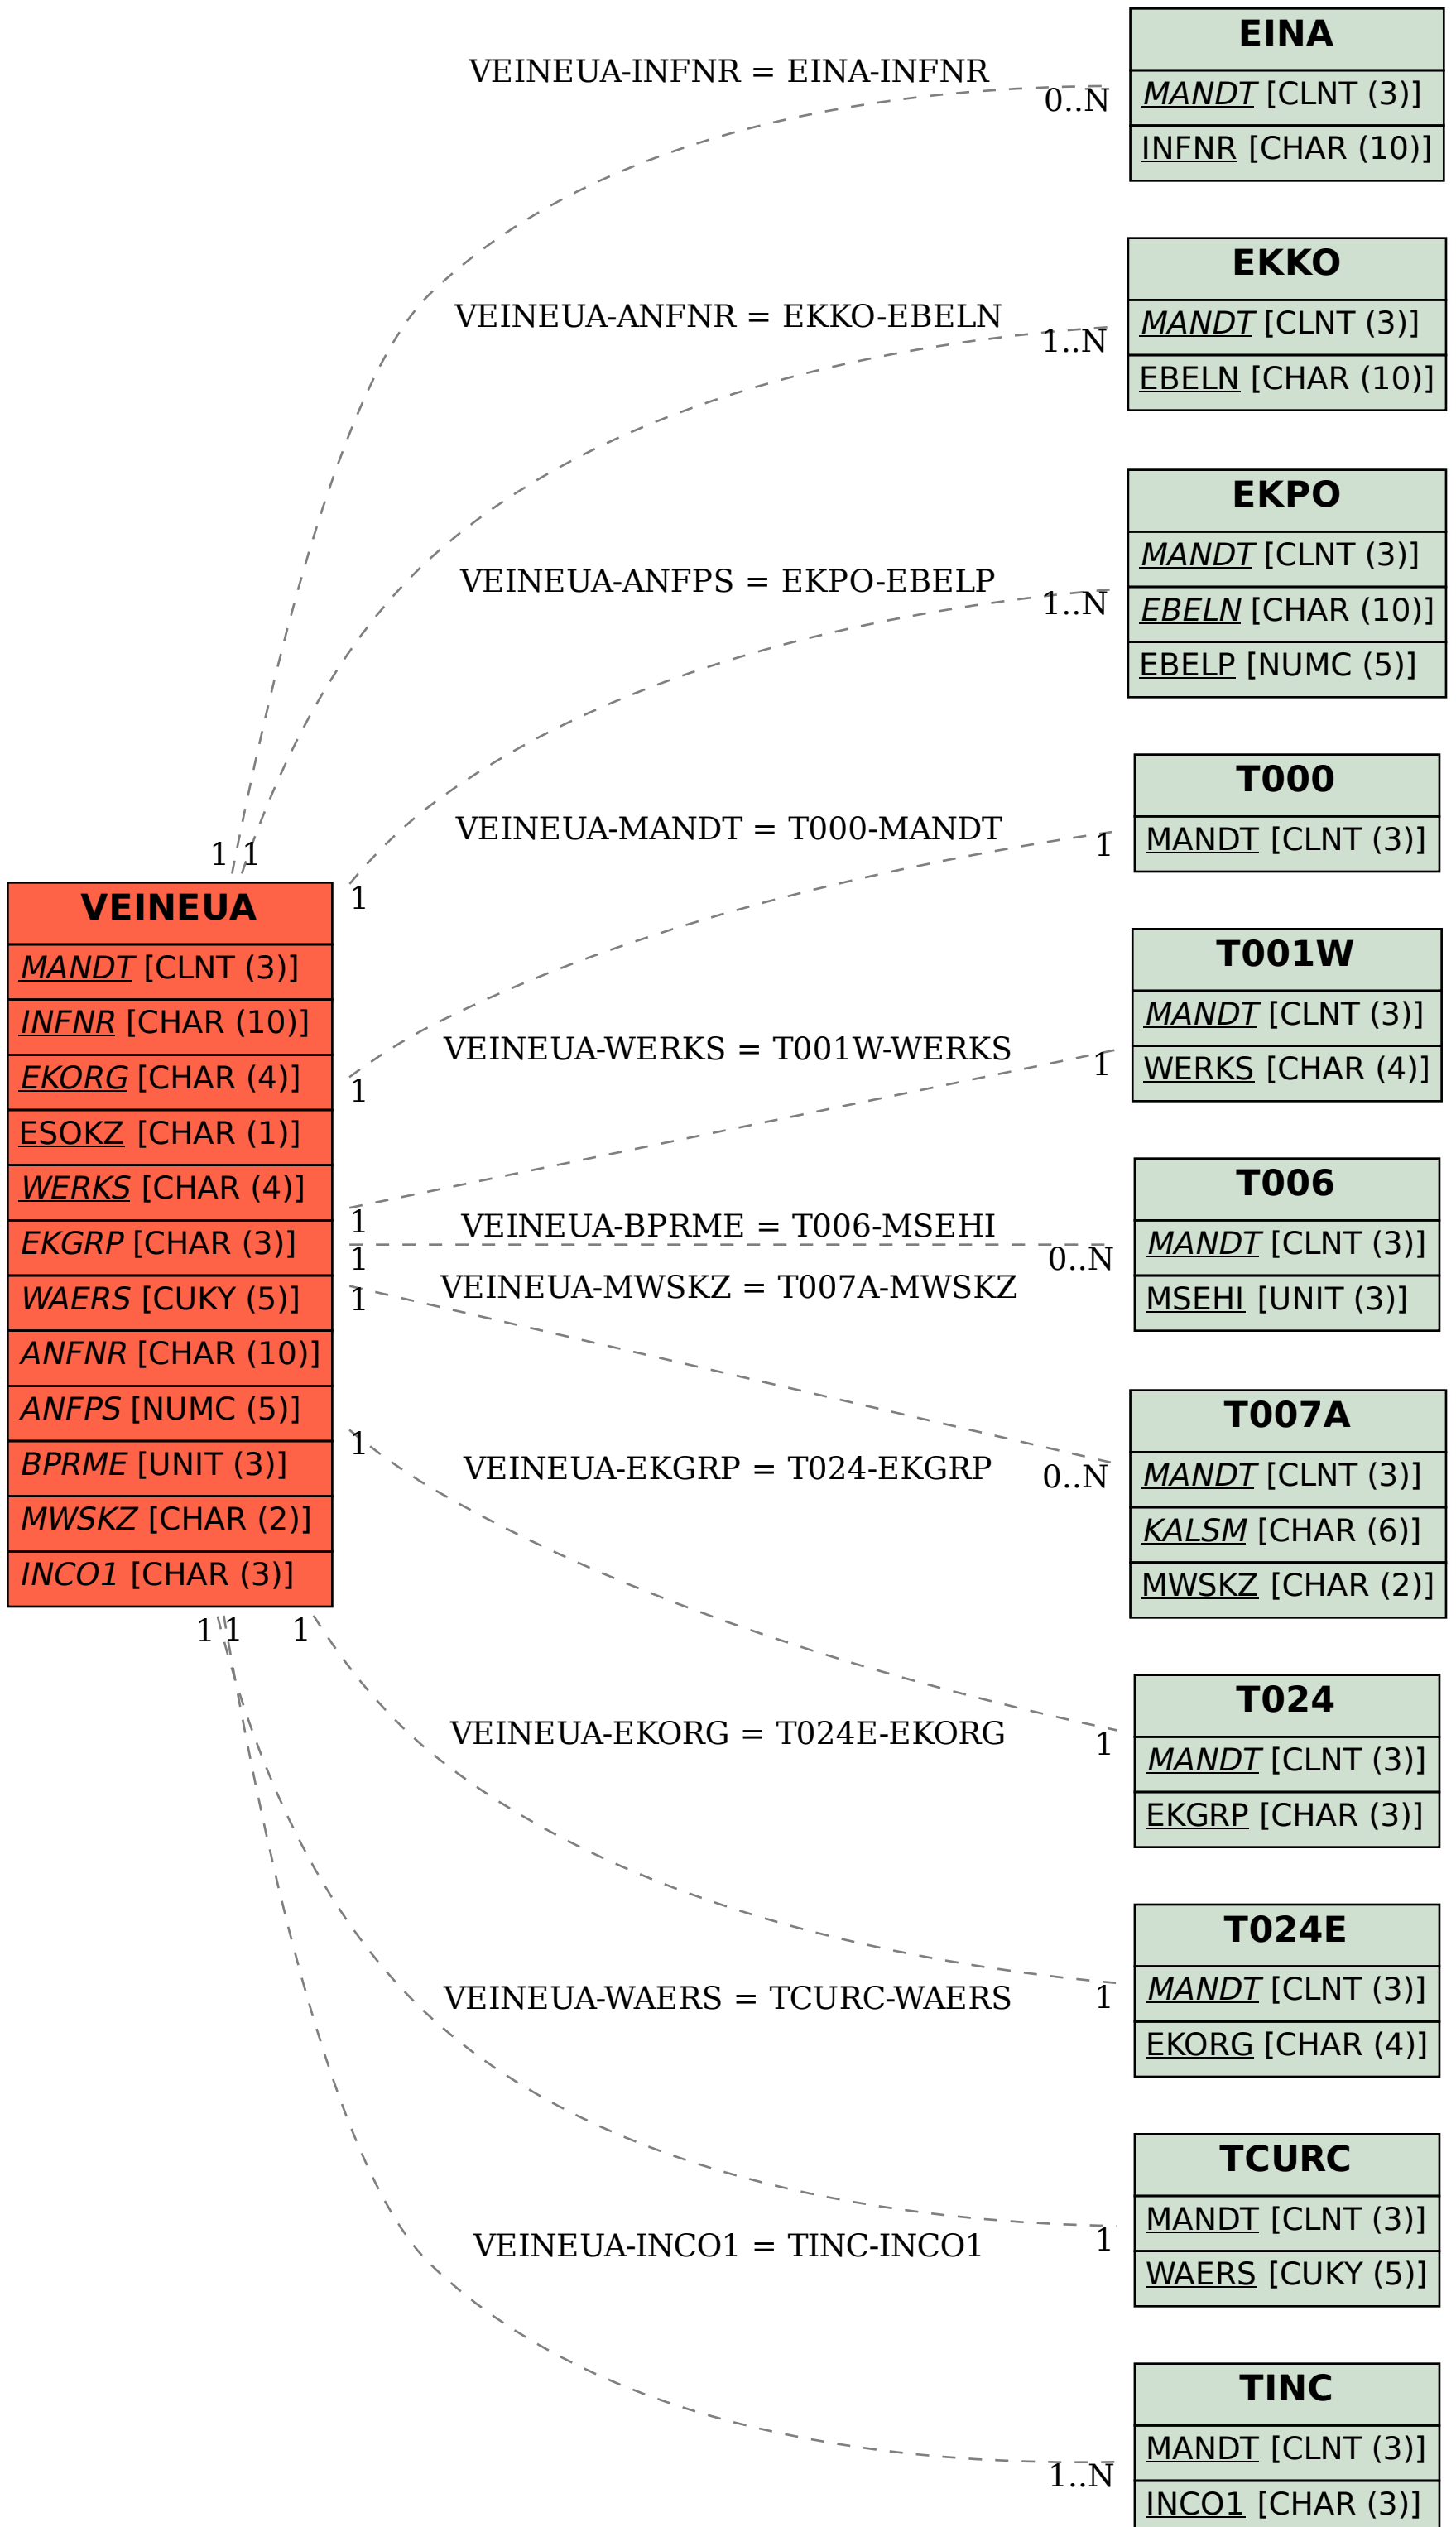 VEINEUA-INFNR = EINA-INFNR
0..N
EINA
MANDT [CLNT (3)]
INFNR [CHAR (10)]
VEINEUA-ANFNR = EKKO-EBELN
1..N
EKKO
MANDT [CLNT (3)]
EBELN [CHAR (10)]
VEINEUA-ANFPS = EKPO-EBELP
1..N
EKPO
MANDT [CLNT (3)]
EBELN [CHAR (10)]
EBELP [NUMC (5)]
VEINEUA-MANDT = T000-MANDT
1
T000
MANDT [CLNT (3)]
1 1
1
VEINEUA
MANDT [CLNT (3)]
INFNR [CHAR (10)]
EKORG [CHAR (4)]
ESOKZ [CHAR (1)]
WERKS [CHAR (4)]
EKGRP [CHAR (3)]
WAERS [CUKY (5)]
ANFNR [CHAR (10)]
ANFPS [NUMC (5)]
BPRME [UNIT (3)]
MWSKZ [CHAR (2)]
INCO1 [CHAR (3)]
1
1
1
1
1
1 1 1
VEINEUA-WERKS = T001W-WERKS
1
T001W
MANDT [CLNT (3)]
WERKS [CHAR (4)]
VEINEUA-BPRME = T006-MSEHI
0..N
T006
MANDT [CLNT (3)]
MSEHI [UNIT (3)]
VEINEUA-MWSKZ = T007A-MWSKZ
0..N
T007A
MANDT [CLNT (3)]
KALSM [CHAR (6)]
MWSKZ [CHAR (2)]
VEINEUA-EKGRP = T024-EKGRP
1
T024
MANDT [CLNT (3)]
EKGRP [CHAR (3)]
VEINEUA-EKORG = T024E-EKORG
1
T024E
MANDT [CLNT (3)]
EKORG [CHAR (4)]
VEINEUA-WAERS = TCURC-WAERS
1
TCURC
MANDT [CLNT (3)]
WAERS [CUKY (5)]
VEINEUA-INCO1 = TINC-INCO1
1..N
TINC
MANDT [CLNT (3)]
INCO1 [CHAR (3)]